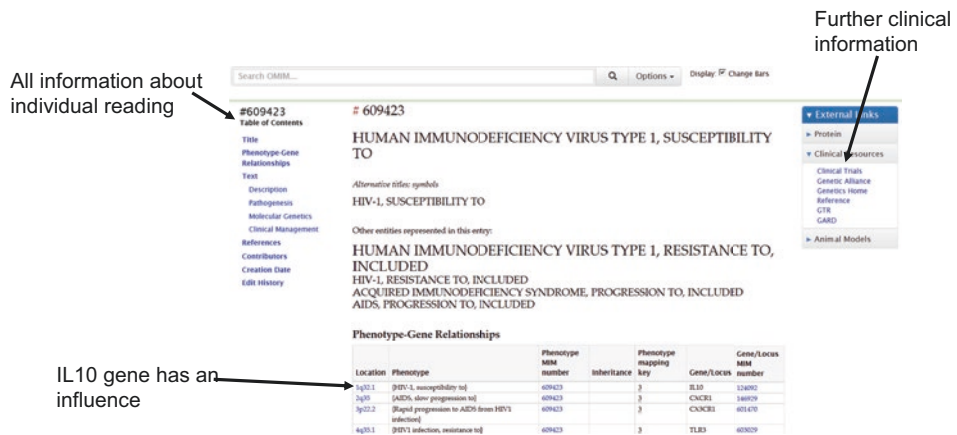 Further clinical
information
All information about
individual reading
Search OMIM...
Options
Display: Change Bars
#609423
Table of Contents
Title
Phenotype-Gene
Relationships
Text
Description
Pathogenesis
Molecular Genetics
Clinical Management
References
Contributors
Creation Date
Edit History
# 609423
HUMAN IMMUNODEFICIENCY VIRUS TYPE 1, SUSCEPTIBILITY
TO
Alternative titles; symbols
HIV-1, SUSCEPTIBILITY TO
Other entities represented in this entry:
HUMAN IMMUNODEFICIENCY VIRUS TYPE 1, RESISTANCE TO,
INCLUDED
HIV-1, RESISTANCE TO, INCLUDED
ACQUIRED IMMUNODEFICIENCY SYNDROME, PROGRESSION TO, INCLUDED
AIDS, PROGRESSION TO, INCLUDED
External Links
Protein
Clinical Resources
Clinical Trials
Genetic Alliance
Genetics Home
Reference
GTR
GARD
Animal Models
IL10 gene has an
influence
Phenotype-Gene Relationships
Location Phenotype Phenotype MIM number Inheritance Phenotype mapping key Gene/Locus Gene/Locus MIM number
1q32.1 {HIV-1, susceptibility to} 609423 3 IL10 124092
2q35 {AIDS, slow progression to} 609423 3 CXCR1 146929
3p22.2 {Rapid progression to AIDS from HIV1 infection} 609423 3 CX3CR1 601470
4q35.1 {HIV1 infection, resistance to} 609423 3 TLR3 603029